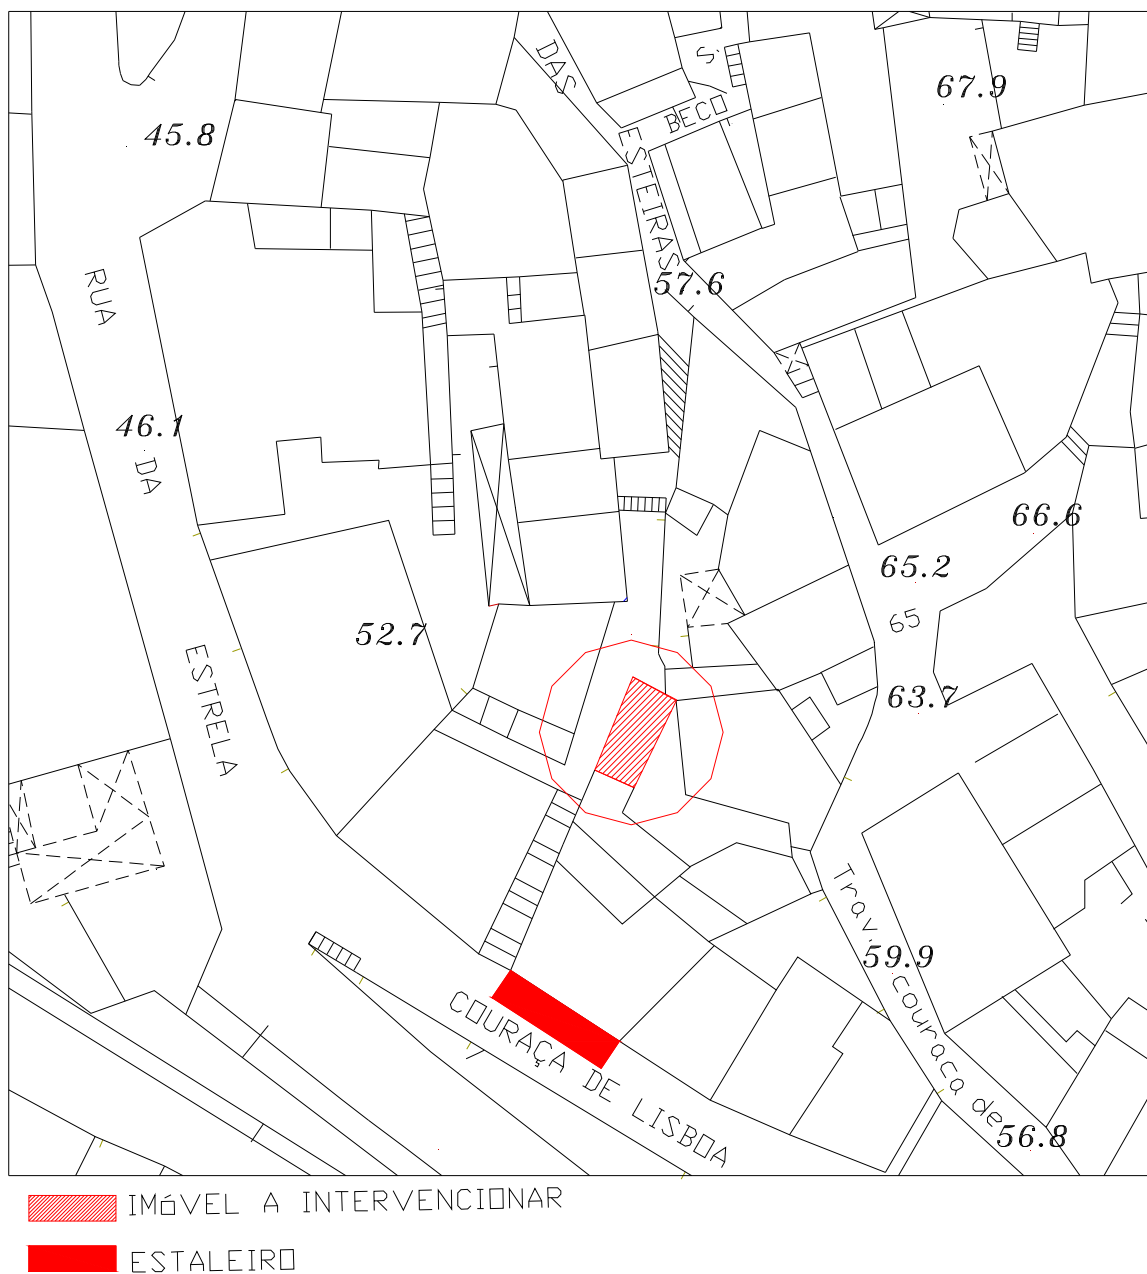 DAS
S.
BECO
67.9
45.8
ESTEIRAS
57.6
RUA
46.1
DA
66.6
65.2
65
52.7
ESTRELA
63.7
Trav. couraca de
59.9
COURAÇA DE LISBOA
56.8
IMóVEL A INTERVENCIONAR
ESTALEIRO